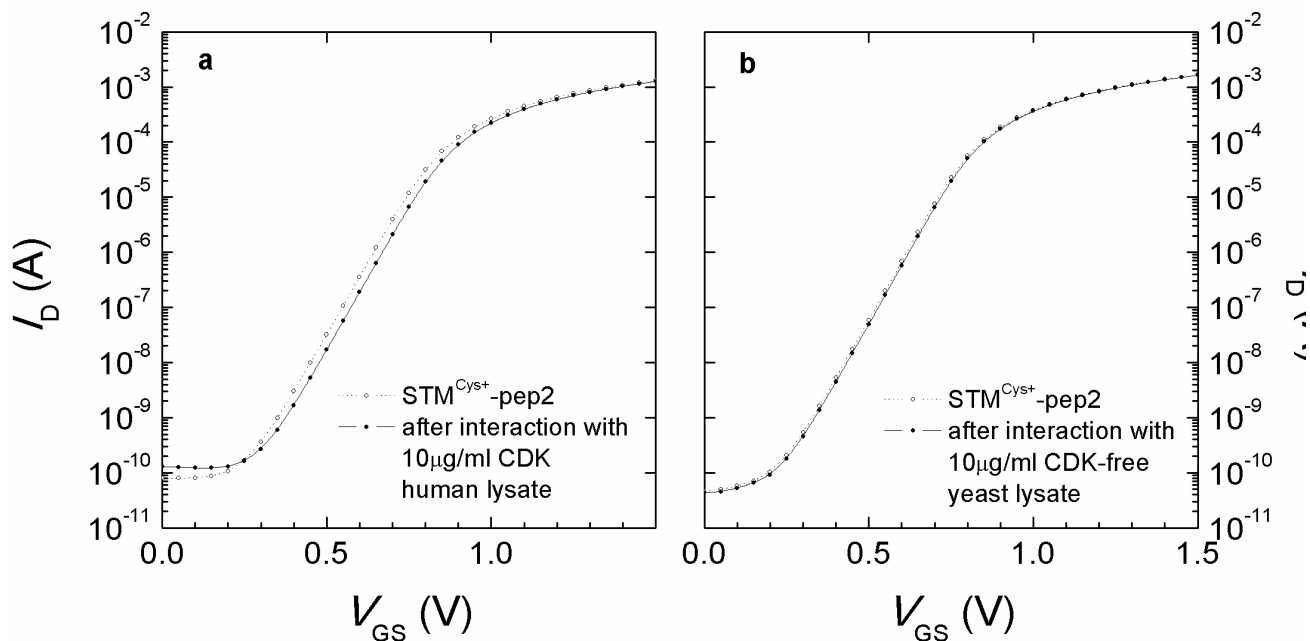 a
10⁻²
10⁻³
10⁻⁴
10⁻⁵
10⁻⁶
10⁻⁷
10⁻⁸
10⁻⁹
10⁻¹⁰
10⁻¹¹
I_D (A)
STM^Cys+-pep2
after interaction with
10μg/ml CDK
human lysate
0.0 0.5 1.0
V_GS (V)
b
STM^Cys+-pep2
after interaction with
10μg/ml CDK-free
yeast lysate
0.0 0.5 1.0 1.5
V_GS (V)
10⁻²
10⁻³
10⁻⁴
10⁻⁵
10⁻⁶
10⁻⁷
10⁻⁸
10⁻⁹
10⁻¹⁰
10⁻¹¹